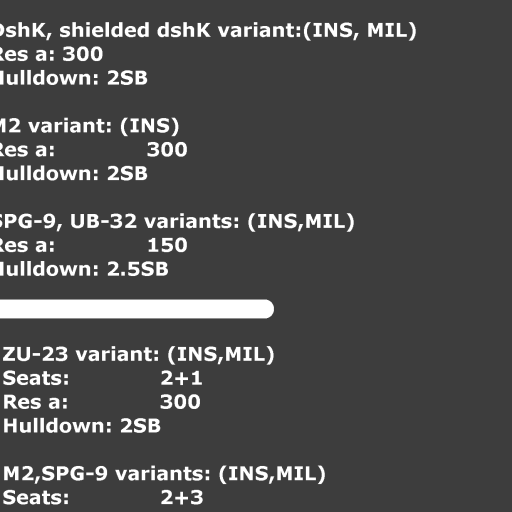 DshK, shielded dshK variant:(INS, MIL)
Res a: 300
Hulldown: 2SB
M2 variant: (INS)
Res a: 300
Hulldown: 2SB
SPG-9, UB-32 variants: (INS,MIL)
Res a: 150
Hulldown: 2.5SB
ZU-23 variant: (INS,MIL)
Seats: 2+1
Res a: 300
Hulldown: 2SB
M2,SPG-9 variants: (INS,MIL)
Seats: 2+3